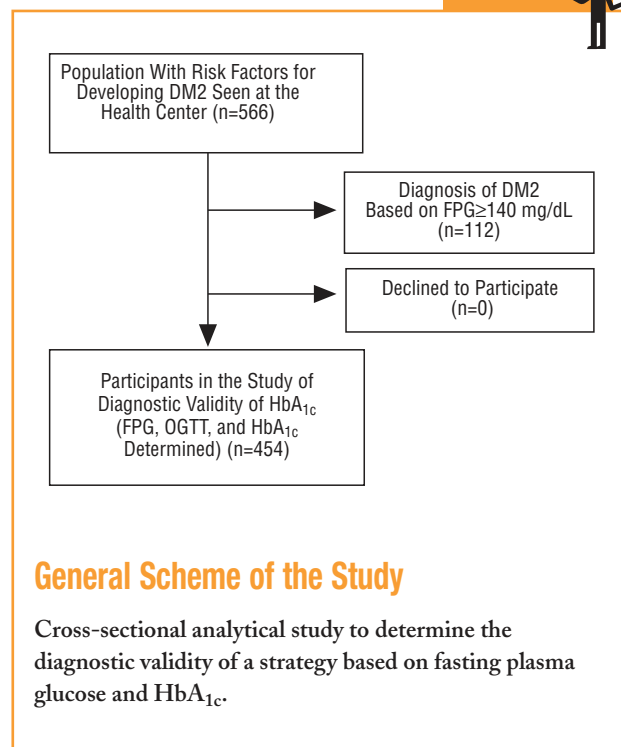 Population With Risk Factors for
Developing DM2 Seen at the
Health Center (n=566)
Diagnosis of DM2
Based on FPG≥140 mg/dL
(n=112)
Declined to Participate
(n=0)
Participants in the Study of
Diagnostic Validity of HbA1c
(FPG, OGTT, and HbA1c
Determined) (n=454)
General Scheme of the Study
Cross-sectional analytical study to determine the
diagnostic validity of a strategy based on fasting plasma
glucose and HbA1c.